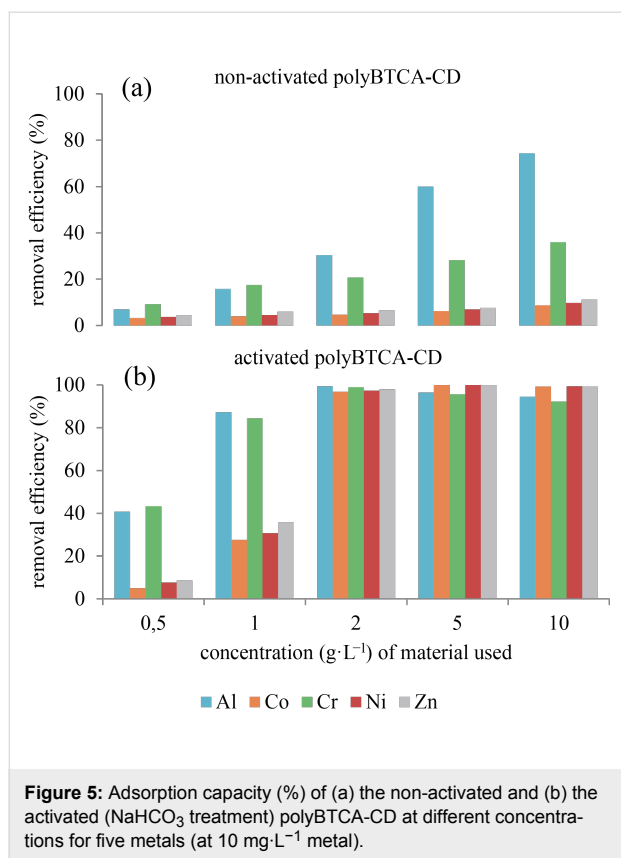 non-activated polyBTCA-CD
(a)
removal efficiency (%)
100
80
60
40
20
0
activated polyBTCA-CD
(b)
removal efficiency (%)
100
80
60
40
20
0
0,5 1 2 5 10
concentration (g·L⁻¹) of material used
Al Co Cr Ni Zn
Figure 5: Adsorption capacity (%) of (a) the non-activated and (b) the
activated (NaHCO₃ treatment) polyBTCA-CD at different concentra-
tions for five metals (at 10 mg·L⁻¹ metal).